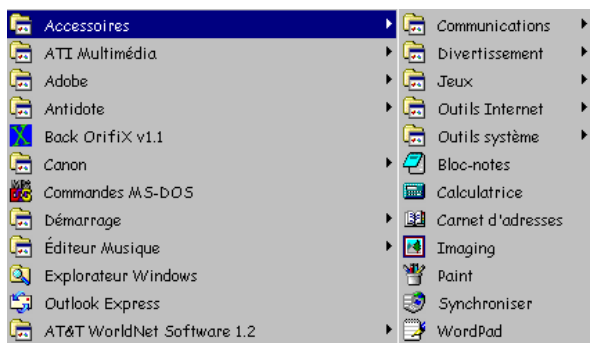 Accessoires
ATI Multimédia
Adobe
Antidote
Back OrifiX v1.1
Canon
Commandes MS-DOS
Démarrage
Éditeur Musique
Explorateur Windows
Outlook Express
AT&T WorldNet Software 1.2
Communications
Divertissement
Jeux
Outils Internet
Outils système
Bloc-notes
Calculatrice
Carnet d'adresses
Imaging
Paint
Synchroniser
WordPad